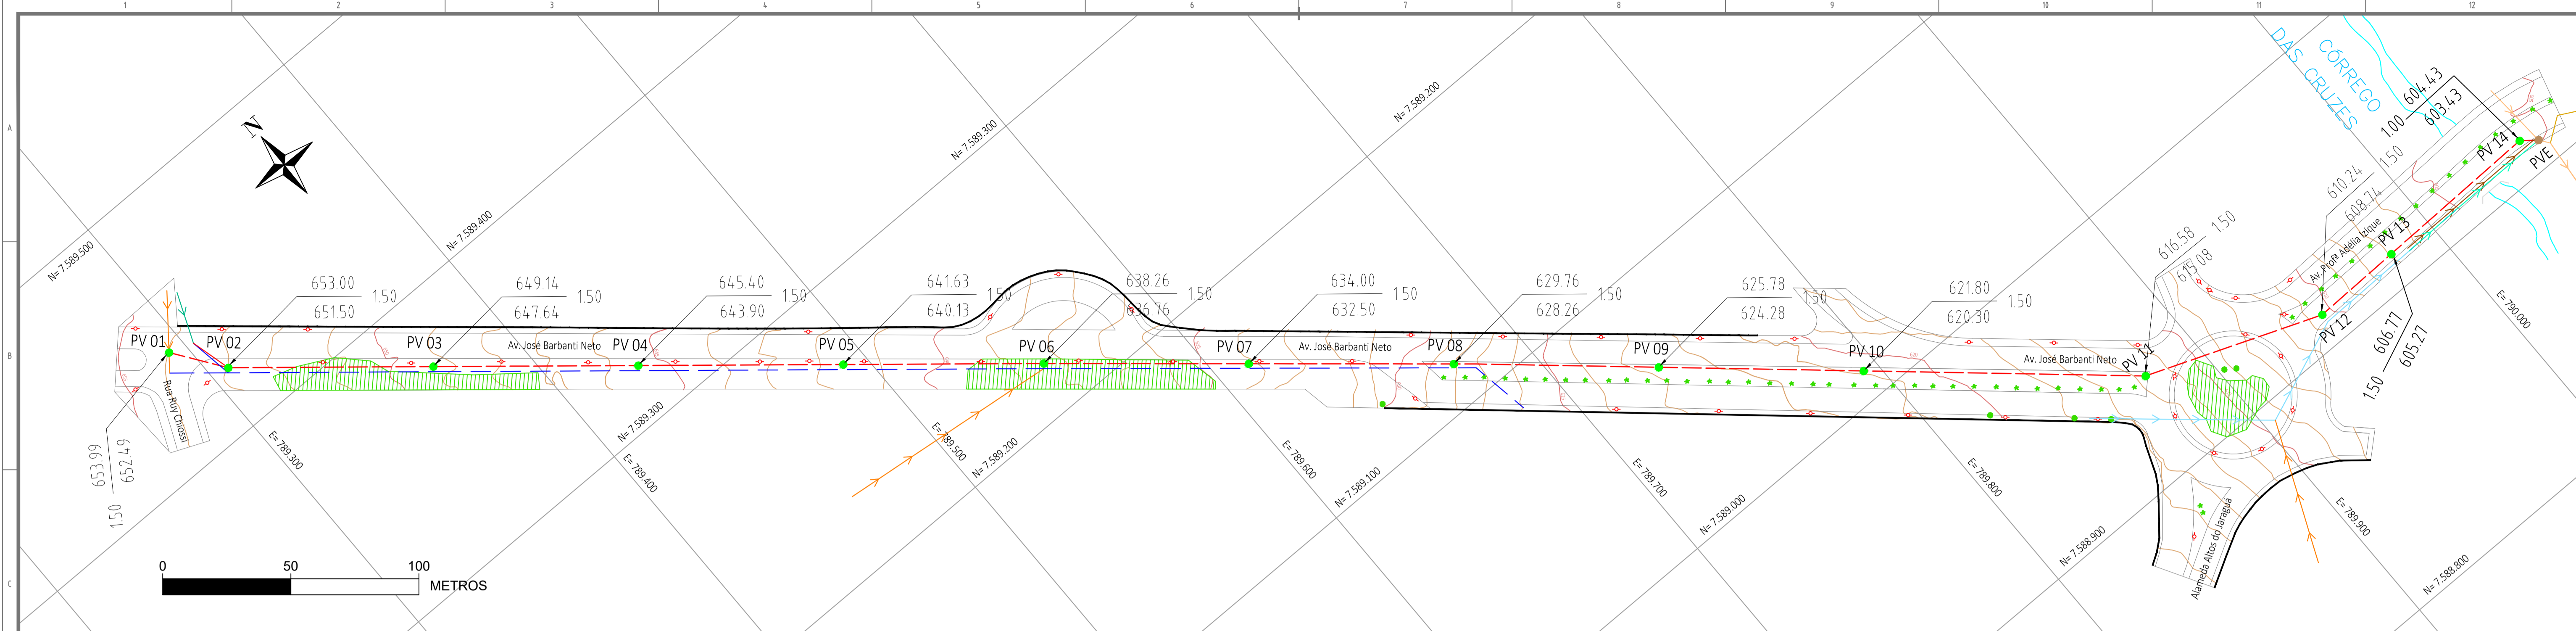 1 2 3 4 5 6 7 8 9 10 11 12
A
B
C
N
N= 7.589.500
N= 7.589.400
N= 7.589.300
N= 7.589.200
CÓRREGO
DAS CRUZES
604.43
1.00
603.43
PV 14
PVE
610.24
1.50
608.74
Av. Profª Adélia Izique
PV 13
616.58
1.50
615.08
PV 12
606.77
1.50
605.27
E= 790.000
653.00
1.50
651.50
649.14
1.50
647.64
645.40
1.50
643.90
641.63
1.50
640.13
638.26
1.50
636.76
634.00
1.50
632.50
629.76
1.50
628.26
625.78
1.50
624.28
621.80
1.50
620.30
PV 01
PV 02
PV 03
Av. José Barbanti Neto
PV 04
PV 05
PV 06
PV 07
Av. José Barbanti Neto
PV 08
PV 09
PV 10
Av. José Barbanti Neto
PV 11
Rua Ruy Chiossi
653.99
1.50
652.49
E= 789.300
N= 7.589.300
E= 789.400
E= 789.500
N= 7.589.200
E= 789.600
N= 7.589.100
E= 789.700
N= 7.589.000
E= 789.800
N= 7.588.900
Alameda Altos do Jaraguá
E= 789.900
N= 7.588.800
0 50 100
METROS